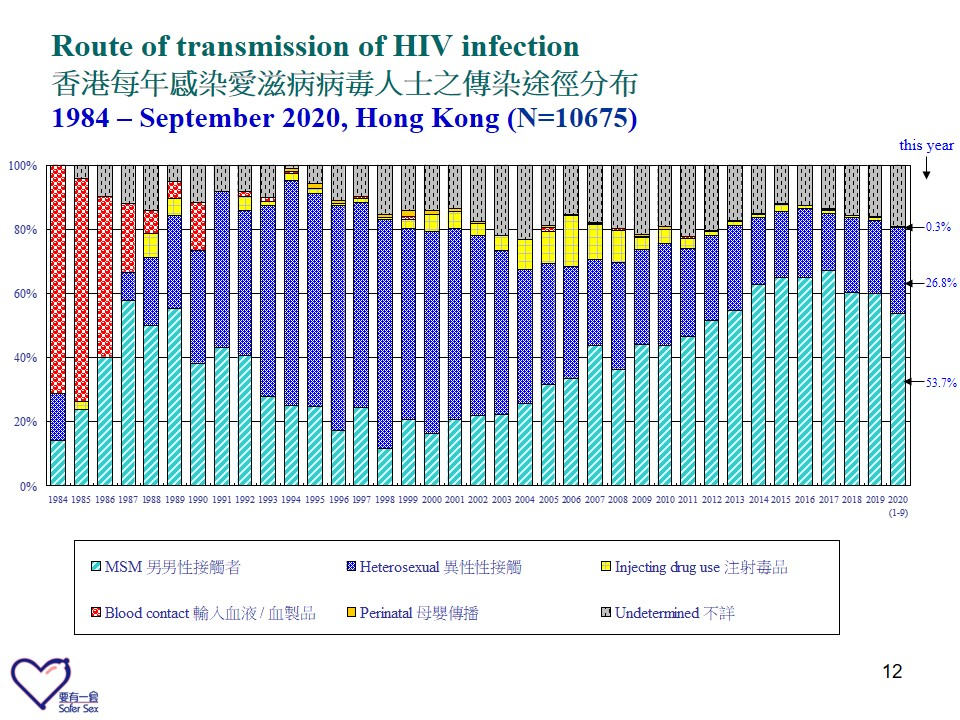 Route of transmission of HIV infection
香港每年感染愛滋病病毒人士之傳染途徑分布
1984 – September 2020, Hong Kong (N=10675)
this year
100%
80%
60%
40%
20%
0%
0.3%
26.8%
53.7%
1984 1985 1986 1987 1988 1989 1990 1991 1992 1993 1994 1995 1996 1997 1998 1999 2000 2001 2002 2003 2004 2005 2006 2007 2008 2009 2010 2011 2012 2013 2014 2015 2016 2017 2018 2019 2020
(1-9)
MSM 男男性接觸者 Heterosexual 異性性接觸 Injecting drug use 注射毒品
Blood contact 輸入血液 / 血製品 Perinatal 母嬰傳播 Undetermined 不詳
12
要有一套
Safer Sex